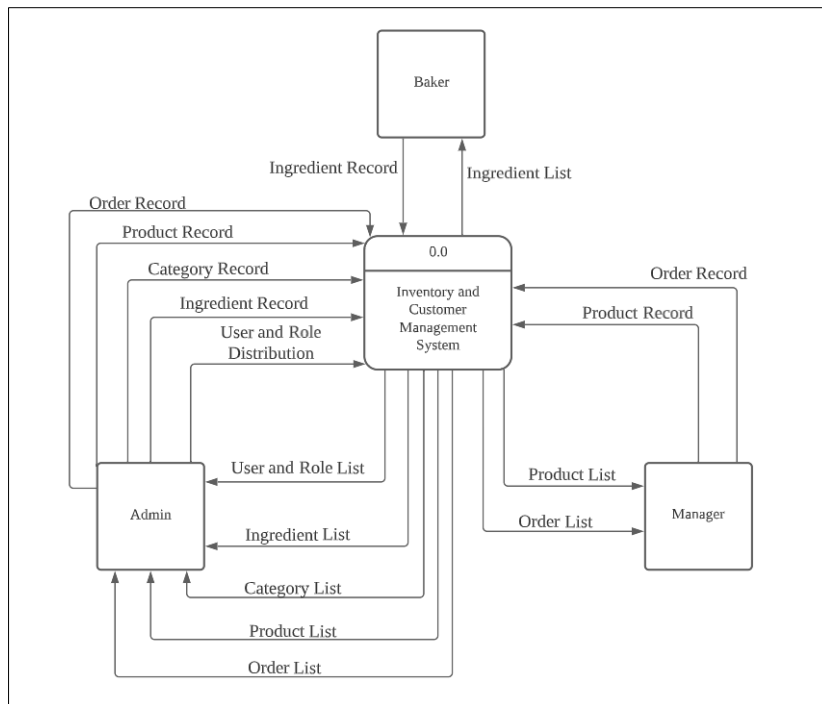 Baker
Ingredient Record
Ingredient List
Order Record
Product Record
Category Record
Ingredient Record
User and Role
Distribution
0.0
Inventory and
Customer
Management
System
Order Record
Product Record
User and Role List
Ingredient List
Category List
Product List
Order List
Product List
Order List
Admin
Manager